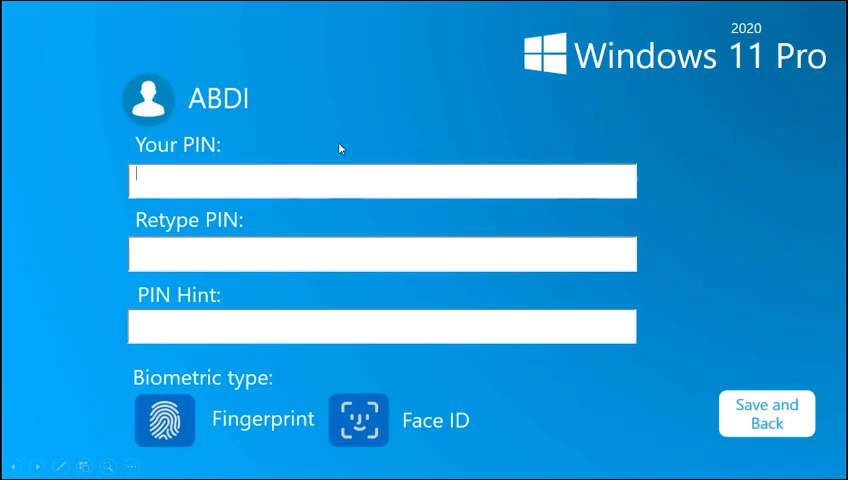 2020
Windows 11 Pro
ABDI
Your PIN:
Retype PIN:
PIN Hint:
Biometric type:
Fingerprint
Face ID
Save and
Back